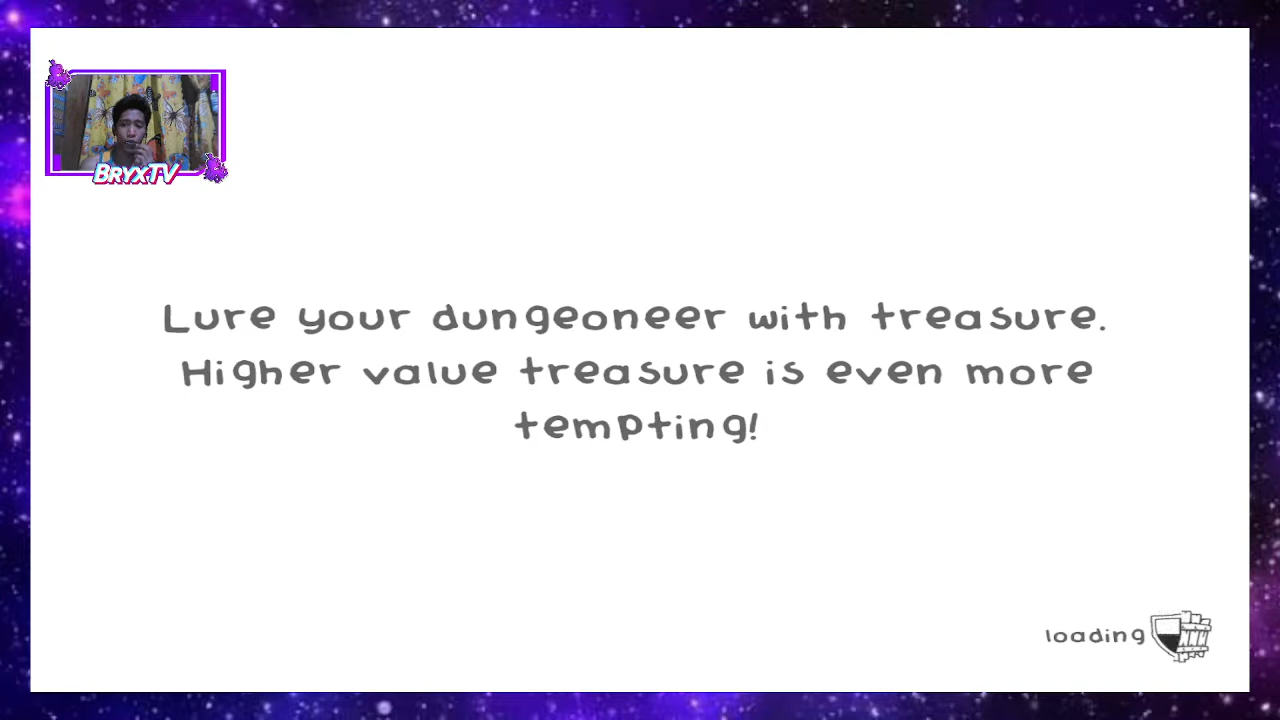 BRYXTV
Lure your dungeoneer with treasure.
Higher value treasure is even more
tempting!
loading